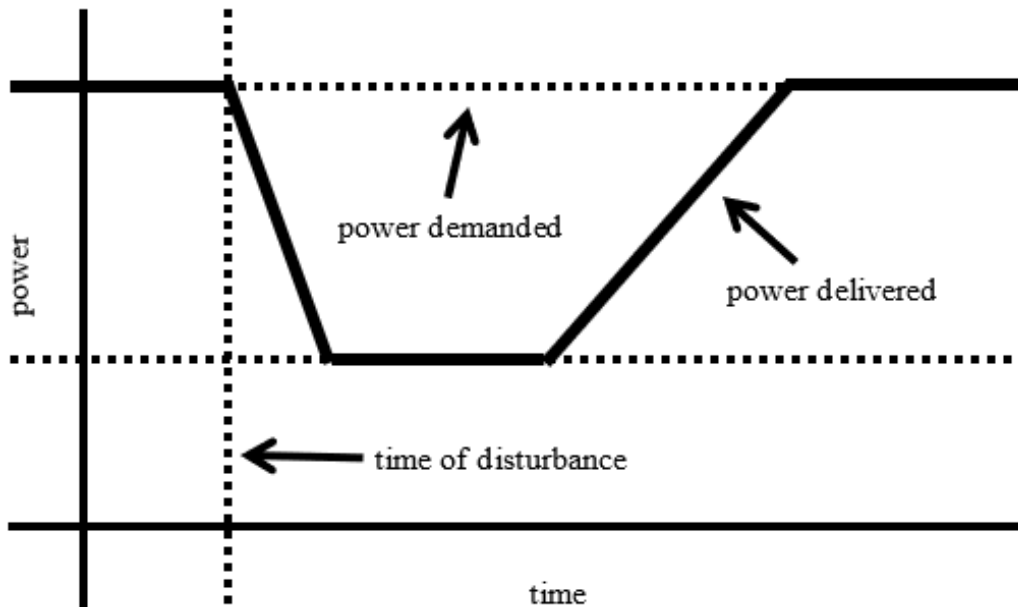 power demanded
power
power delivered
time of disturbance
time